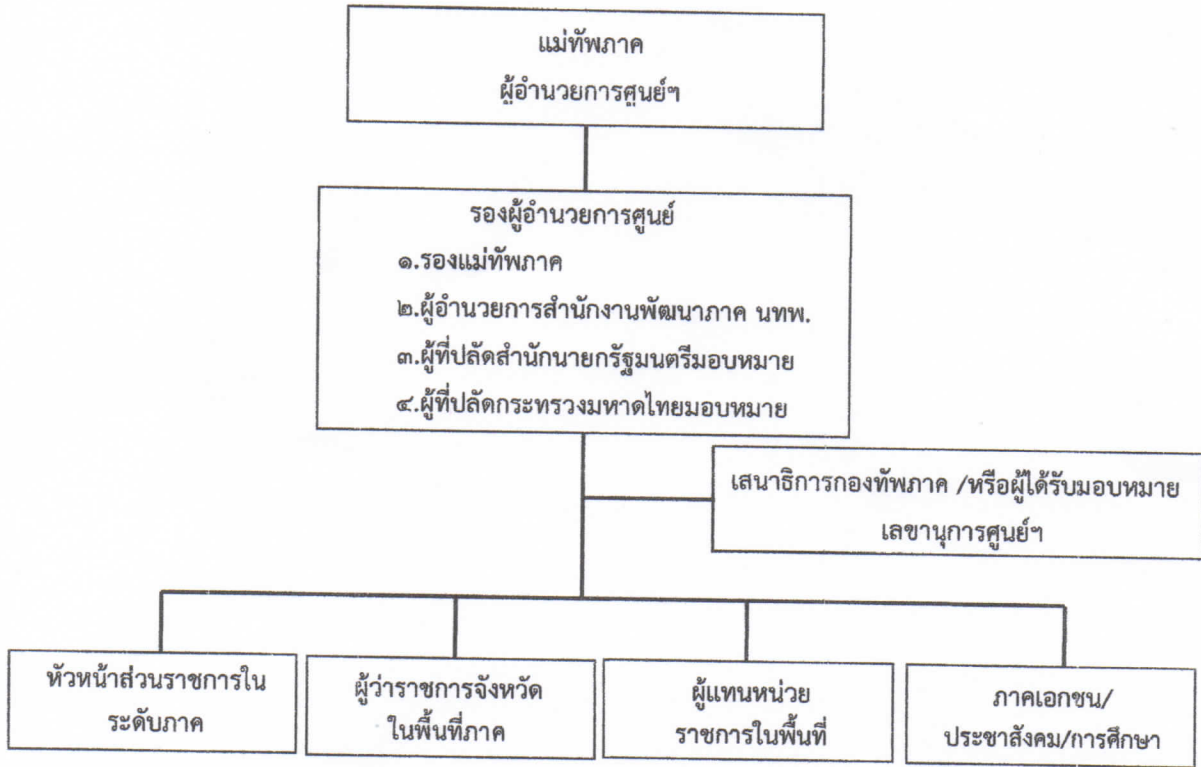 แม่ทัพภาค
ผู้อำนวยการศูนย์ฯ
รองผู้อำนวยการศูนย์
๑.รองแม่ทัพภาค
๒.ผู้อำนวยการสำนักงานพัฒนาภาค นทพ.
๓.ผู้ที่ปลัดสำนักนายกรัฐมนตรีมอบหมาย
๔.ผู้ที่ปลัดกระทรวงมหาดไทยมอบหมาย
เสนาธิการกองทัพภาค /หรือผู้ได้รับมอบหมาย
เลขานุการศูนย์ฯ
หัวหน้าส่วนราชการใน
ระดับภาค
ผู้ว่าราชการจังหวัด
ในพื้นที่ภาค
ผู้แทนหน่วย
ราชการในพื้นที่
ภาคเอกชน/
ประชาสังคม/การศึกษา